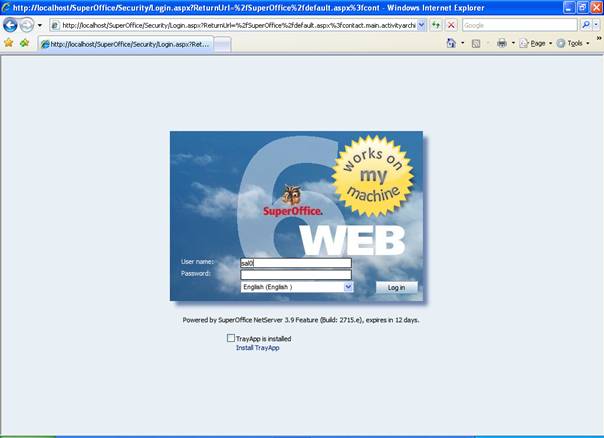 http://localhost/SuperOffice/Security/Login.aspx?ReturnUrl=%2fSuperOffice%2fdefault.aspx%3fcont - Windows Internet Explorer
http://localhost/SuperOffice/Security/Login.aspx?ReturnUrl=%2fSuperOffice%2fdefault.aspx%3fcontact.main.activityarchi
Google
http://localhost/SuperOffice/Security/Login.aspx?Ret...
Page
Tools
6
works on
my
machine
SuperOffice.
WEB
User name:
sal0
Password:
English (English )
Log in
Powered by SuperOffice NetServer 3.9 Feature (Build: 2715.e), expires in 12 days.
TrayApp is installed
Install TrayApp